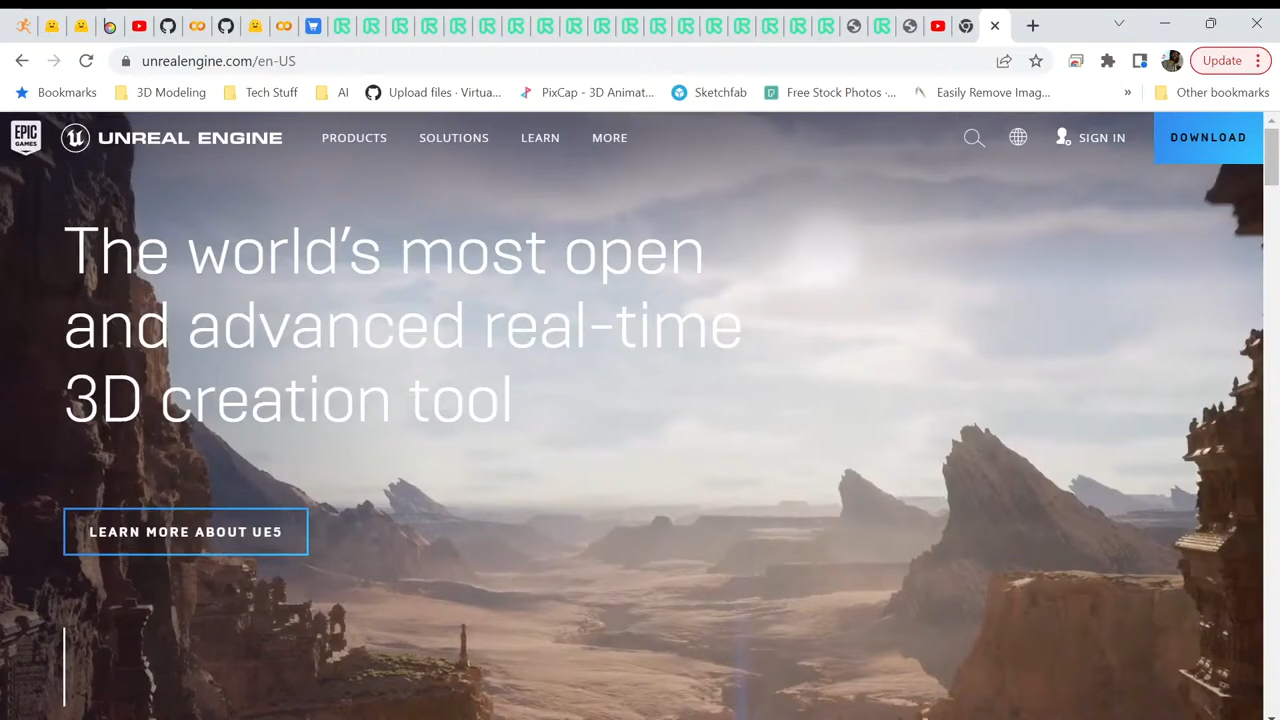 unrealengine.com/en-US
Update
Bookmarks
3D Modeling
Tech Stuff
AI
Upload files · Virtua...
PixCap - 3D Animat...
Sketchfab
Free Stock Photos ·...
Easily Remove Imag...
»
Other bookmarks
EPIC
GAMES
UNREAL ENGINE
PRODUCTS
SOLUTIONS
LEARN
MORE
SIGN IN
DOWNLOAD
The world's most open
and advanced real-time
3D creation tool
LEARN MORE ABOUT UE5